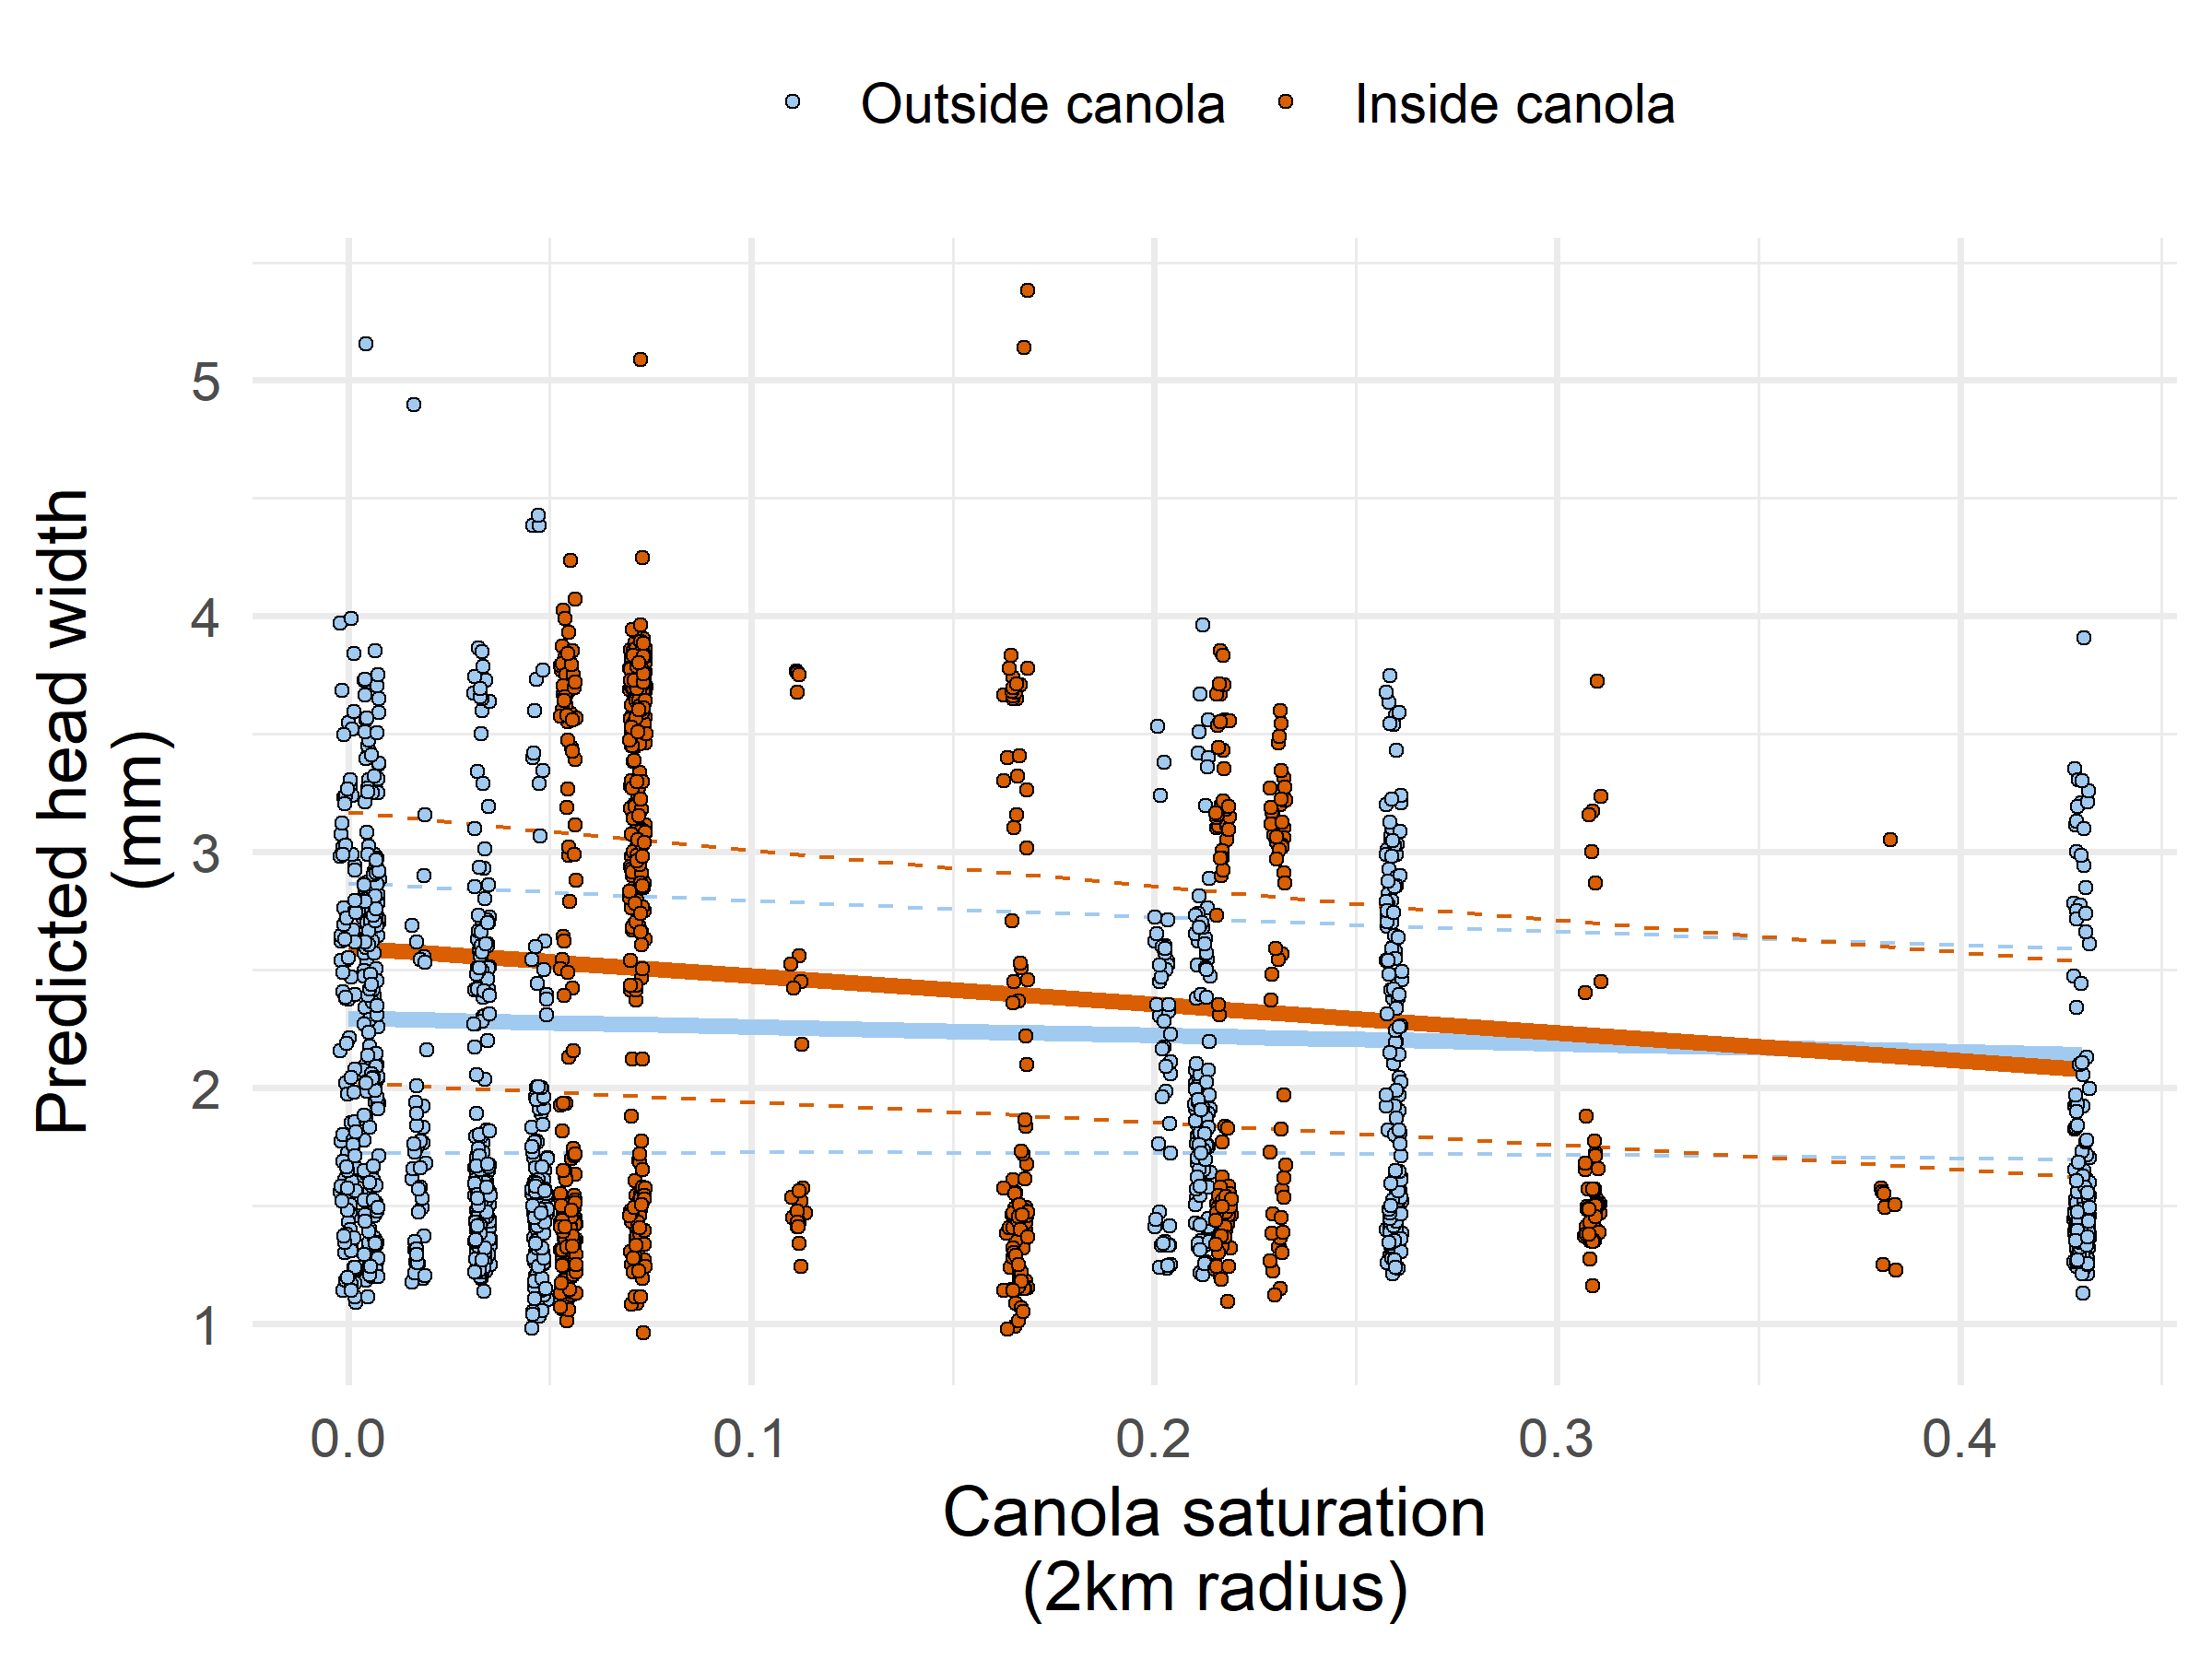 Outside canola
Inside canola
5
4
3
2
1
Predicted head width
(mm)
0.0
0.1
0.2
0.3
0.4
Canola saturation
(2km radius)